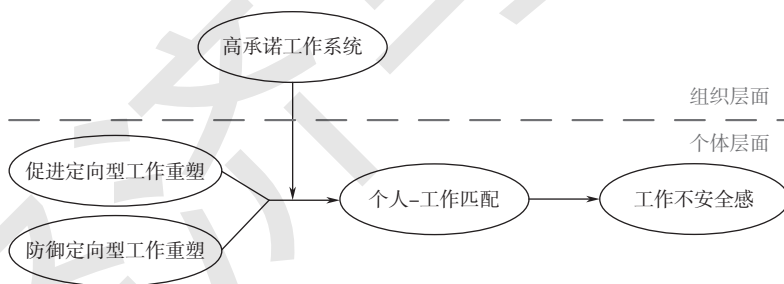 高承诺工作系统
组织层面
个体层面
促进定向型工作重塑
个人-工作匹配
工作不安全感
防御定向型工作重塑